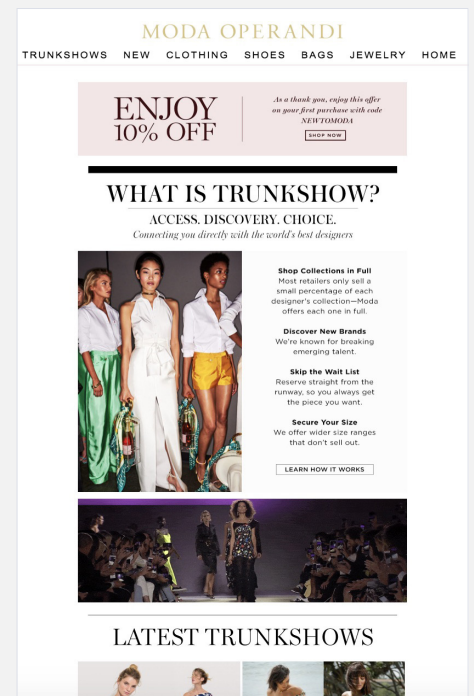 MODA OPERANDI
TRUNKSHOWS NEW CLOTHING SHOES BAGS JEWELRY HOME
ENJOY
10% OFF
As a thank you, enjoy this offer
on your first purchase with code
NEWTOMODA
SHOP NOW
WHAT IS TRUNKSHOW?
ACCESS. DISCOVERY. CHOICE.
Connecting you directly with the world's best designers
Shop Collections in Full
Most retailers only sell a
small percentage of each
designer's collection—Moda
offers each one in full.
Discover New Brands
We're known for breaking
emerging talent.
Skip the Wait List
Reserve straight from the
runway, so you always get
the piece you want.
Secure Your Size
We offer wider size ranges
that don't sell out.
LEARN HOW IT WORKS
LATEST TRUNKSHOWS